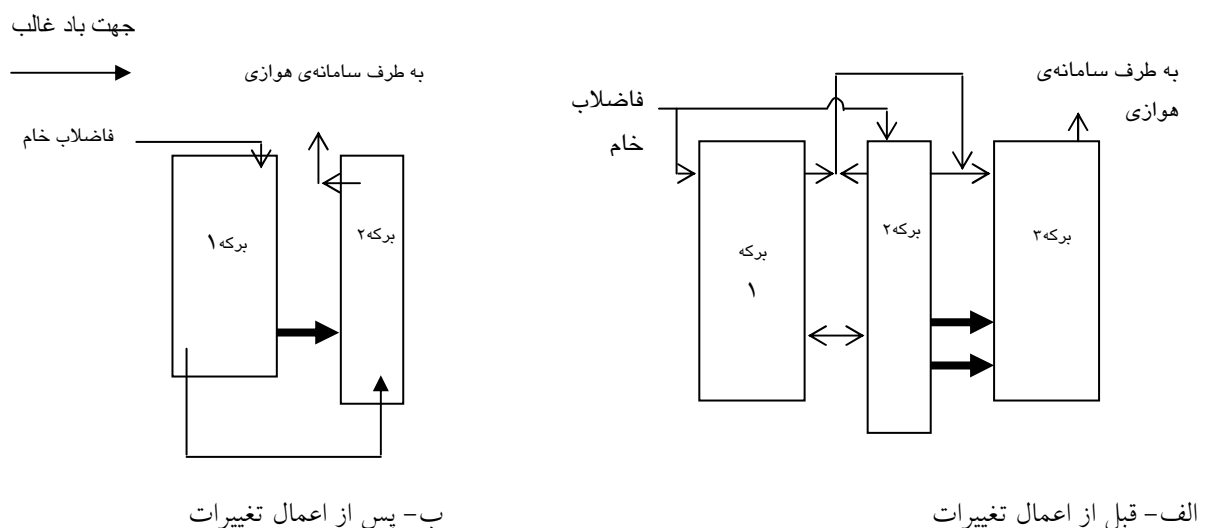 جهت باد غالب
به طرف سامانه‌ی
هوازی
فاضلاب
خام
برکه
۱
برکه۲
برکه۳
الف- قبل از اعمال تغییرات
به طرف سامانه‌ی هوازی
فاضلاب خام
برکه۱
برکه۲
ب- پس از اعمال تغییرات